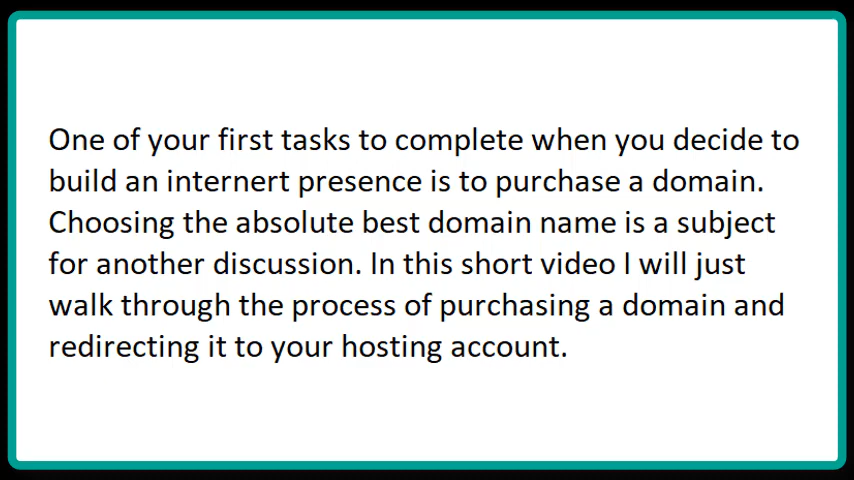 One of your first tasks to complete when you decide to
build an internert presence is to purchase a domain.
Choosing the absolute best domain name is a subject
for another discussion. In this short video I will just
walk through the process of purchasing a domain and
redirecting it to your hosting account.